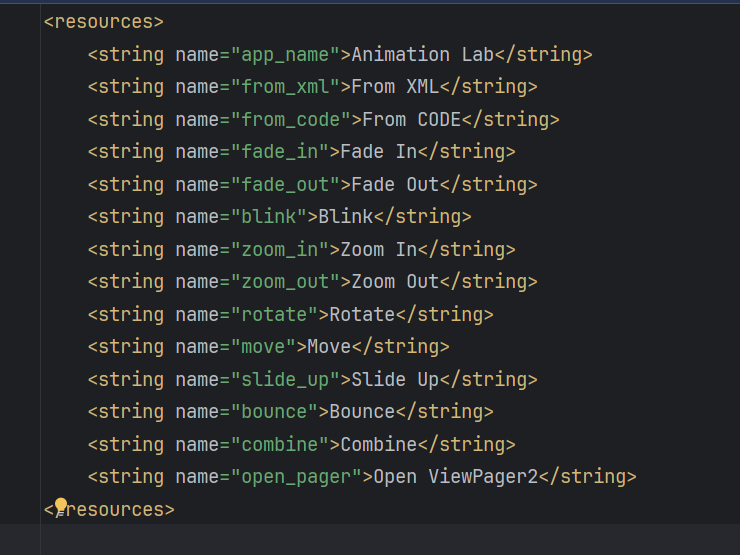 <resources>
    <string name="app_name">Animation Lab</string>
    <string name="from_xml">From XML</string>
    <string name="from_code">From CODE</string>
    <string name="fade_in">Fade In</string>
    <string name="fade_out">Fade Out</string>
    <string name="blink">Blink</string>
    <string name="zoom_in">Zoom In</string>
    <string name="zoom_out">Zoom Out</string>
    <string name="rotate">Rotate</string>
    <string name="move">Move</string>
    <string name="slide_up">Slide Up</string>
    <string name="bounce">Bounce</string>
    <string name="combine">Combine</string>
    <string name="open_pager">Open ViewPager2</string>
</resources>